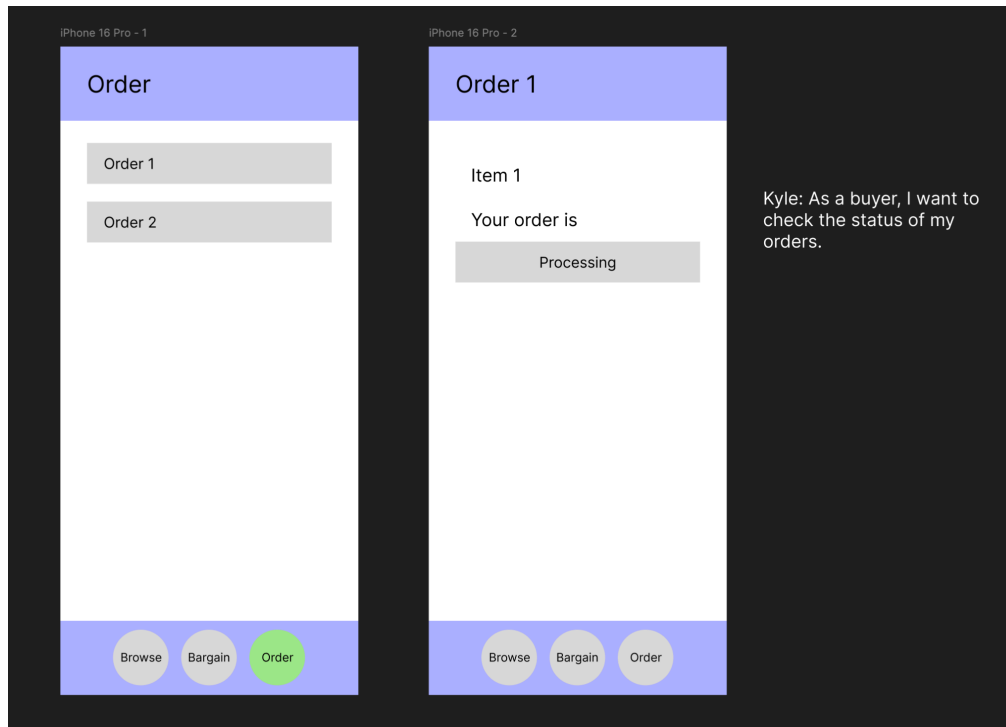 iPhone 16 Pro - 1
Order
Order 1
Order 2
Browse
Bargain
Order
iPhone 16 Pro - 2
Order 1
Item 1
Your order is
Processing
Browse
Bargain
Order
Kyle: As a buyer, I want to
check the status of my
orders.